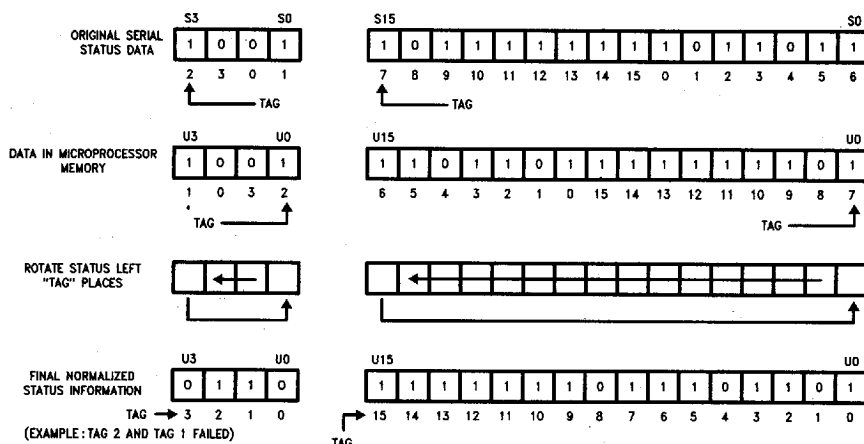 S3 S0 S15 S0
ORIGINAL SERIAL
STATUS DATA
1 0 0 1 1 0 1 1 1 1 1 1 1 1 0 1 1 0 1 1
2 3 0 1 7 8 9 10 11 12 13 14 15 0 1 2 3 4 5 6
TAG TAG
U3 U0 U15 U0
DATA IN MICROPROCESSOR
MEMORY
1 0 0 1 1 1 0 1 1 0 1 1 1 1 1 1 1 1 0 1
1 0 3 2 6 5 4 3 2 1 0 15 14 13 12 11 10 9 8 7
TAG TAG
ROTATE STATUS LEFT
"TAG" PLACES
U3 U0 U15 U0
FINAL NORMALIZED
STATUS INFORMATION
0 1 1 0 1 1 1 1 1 1 1 0 1 1 1 0 1 1 0 1
TAG 3 2 1 0 15 14 13 12 11 10 9 8 7 6 5 4 3 2 1 0
(EXAMPLE: TAG 2 AND TAG 1 FAILED)
TAG